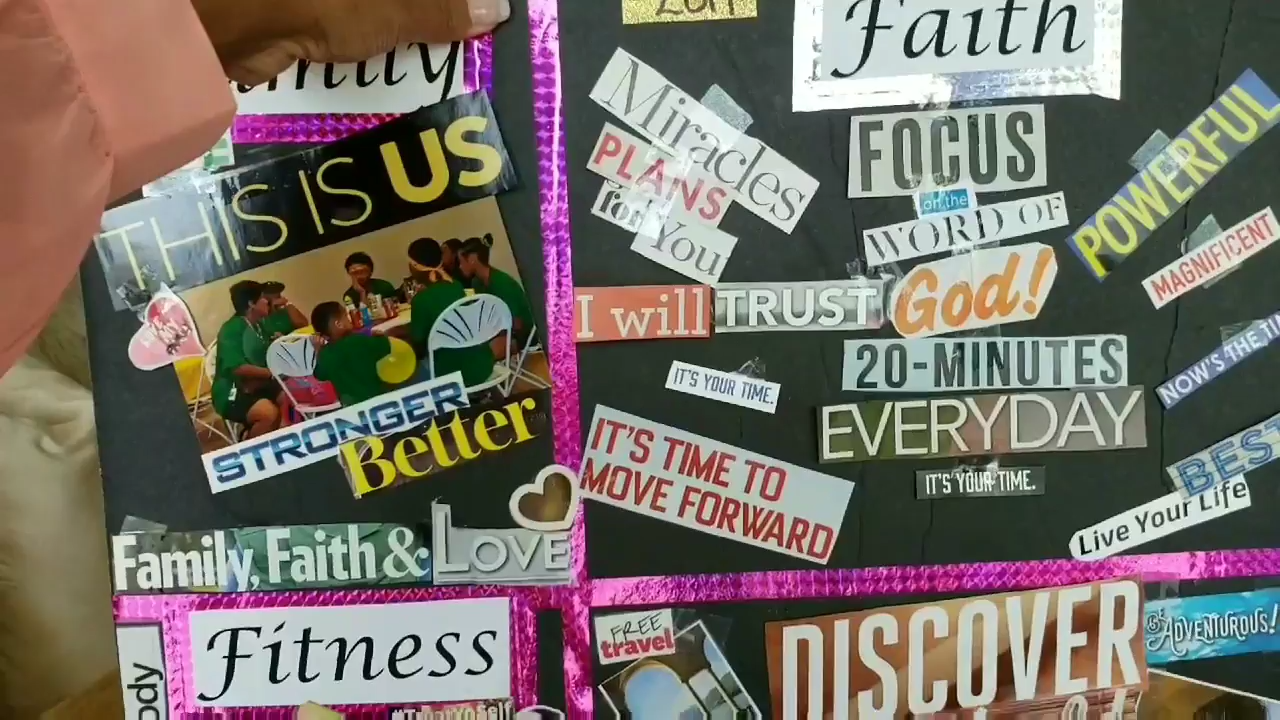 2017
Family
THIS IS US
STRONGER
Better
Family, Faith & LOVE
Fitness
Faith
Miracles
PLANS
for
You
FOCUS
on the
WORD OF
God!
I will TRUST
20-MINUTES
IT'S YOUR TIME.
EVERYDAY
IT'S TIME TO
MOVE FORWARD
IT'S YOUR TIME.
POWERFUL
MAGNIFICENT
NOW'S THE
BEST
Live Your Life
FREE
travel
DISCOVER
BE ADVENTUROUS!